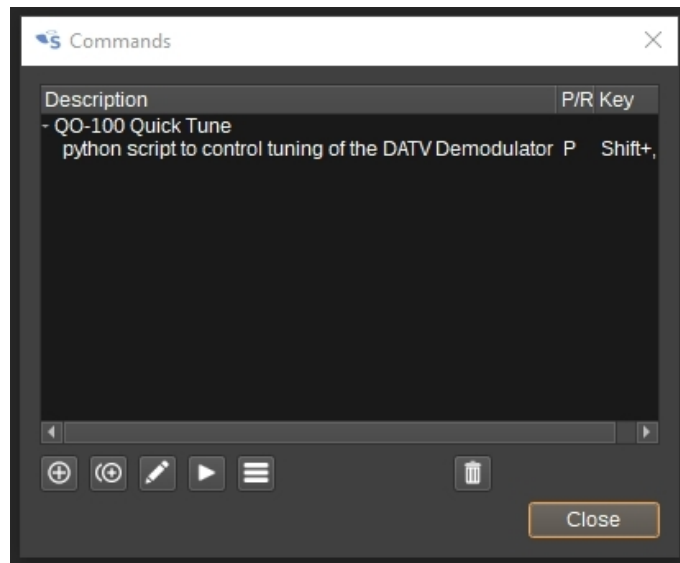 Commands
Description P/R Key
- QO-100 Quick Tune
python script to control tuning of the DATV Demodulator P Shift+,
Close